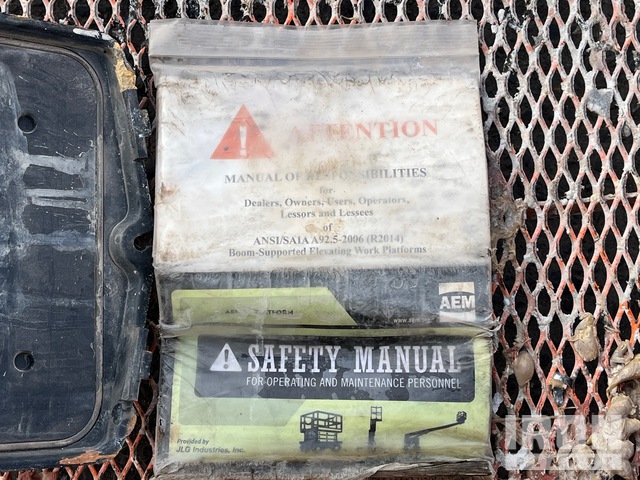 ATTENTION
MANUAL OF RESPONSIBILITIES
for
Dealers, Owners, Users, Operators,
Lessors and Lessees
of
ANSI/SAIA A92.5-2006 (R2014)
Boom-Supported Elevating Work Platforms
AEM
SAFETY MANUAL
FOR OPERATING AND MAINTENANCE PERSONNEL
Provided by
JLG Industries, Inc.
IRON